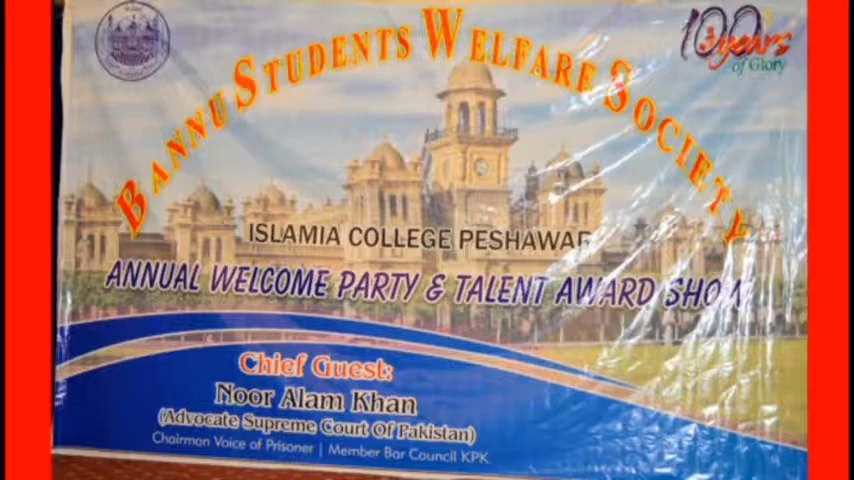 100 years
of Glory
BANNU STUDENTS WELFARE SOCIETY
ISLAMIA COLLEGE PESHAWAR
ANNUAL WELCOME PARTY & TALENT AWARD SHOW
Chief Guest:
Noor Alam Khan
(Advocate Supreme Court Of Pakistan)
Chairman Voice of Prisoner | Member Bar Council KPK